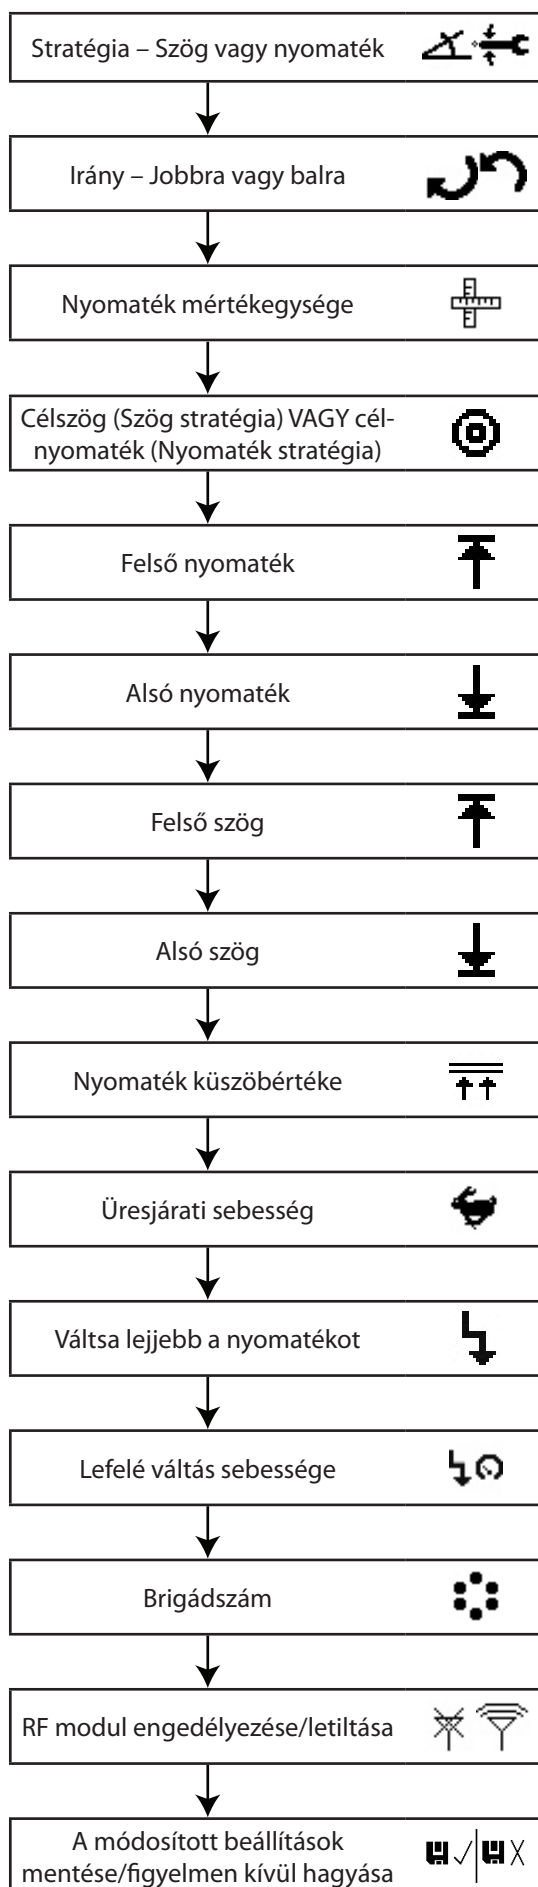 Stratégia – Szög vagy nyomaték
Irány – Jobbra vagy balra
Nyomaték mértékegysége
Célszög (Szög stratégia) VAGY cél-
nyomaték (Nyomaték stratégia)
Felső nyomaték
Alsó nyomaték
Felső szög
Alsó szög
Nyomaték küszöbértéke
Üresjárati sebesség
Váltsa lejjebb a nyomatékot
Lefelé váltás sebessége
Brigádszám
RF modul engedélyezése/letiltása
A módosított beállítások
mentése/figyelmen kívül hagyása